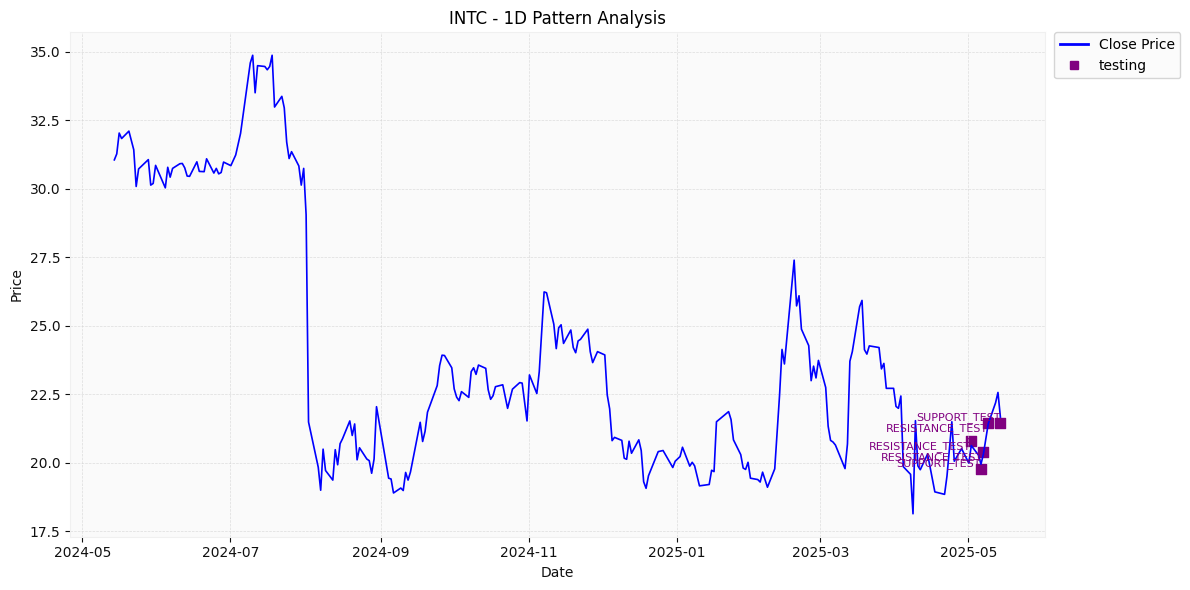 INTC - 1D Pattern Analysis
Close Price
testing
35.0
32.5
30.0
27.5
25.0
22.5
20.0
17.5
Price
SUPPORT_TEST
RESISTANCE_TEST
RESISTANCE_TEST
RESISTANCE_TEST
SUPPORT_TEST
2024-05
2024-07
2024-09
2024-11
2025-01
2025-03
2025-05
Date